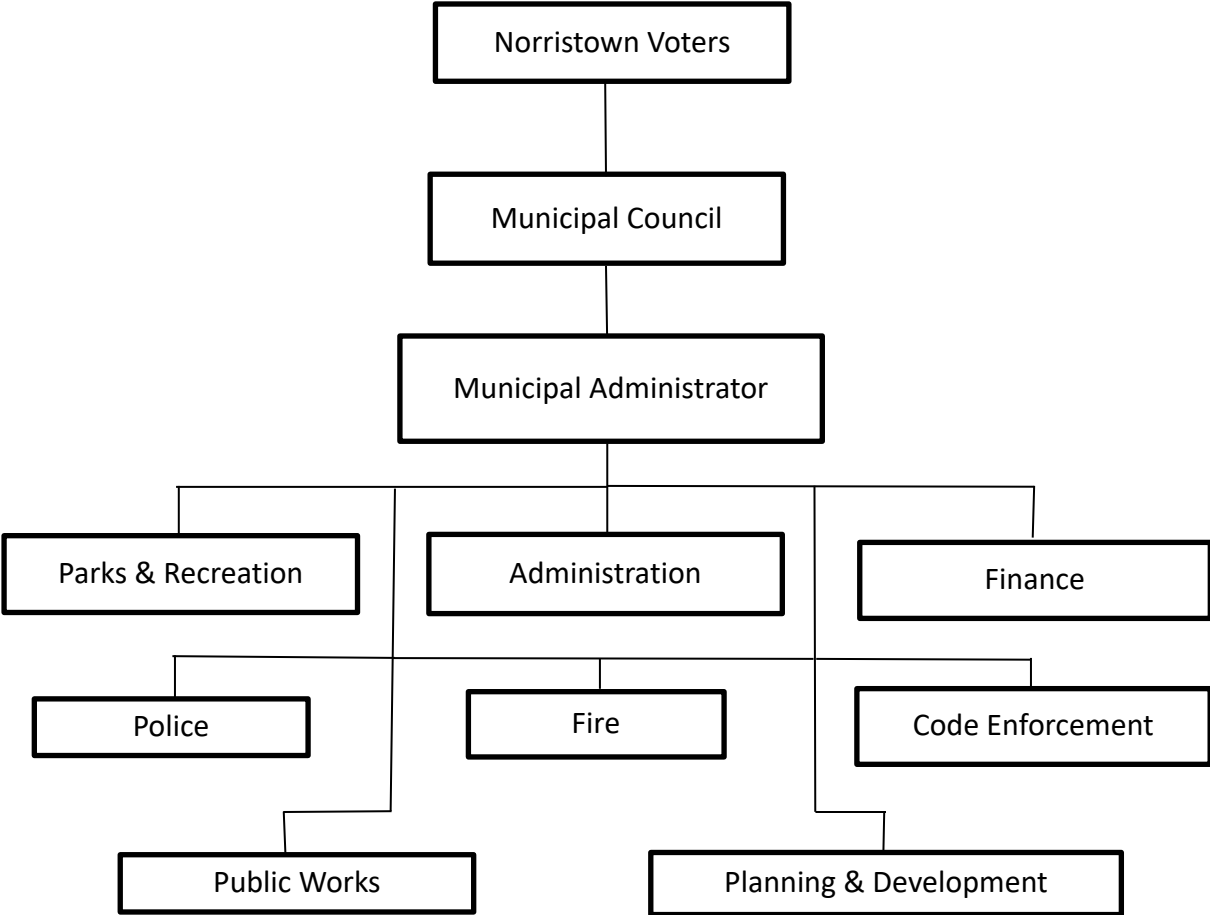 Norristown Voters
Municipal Council
Municipal Administrator
Parks & Recreation
Administration
Finance
Police
Fire
Code Enforcement
Public Works
Planning & Development